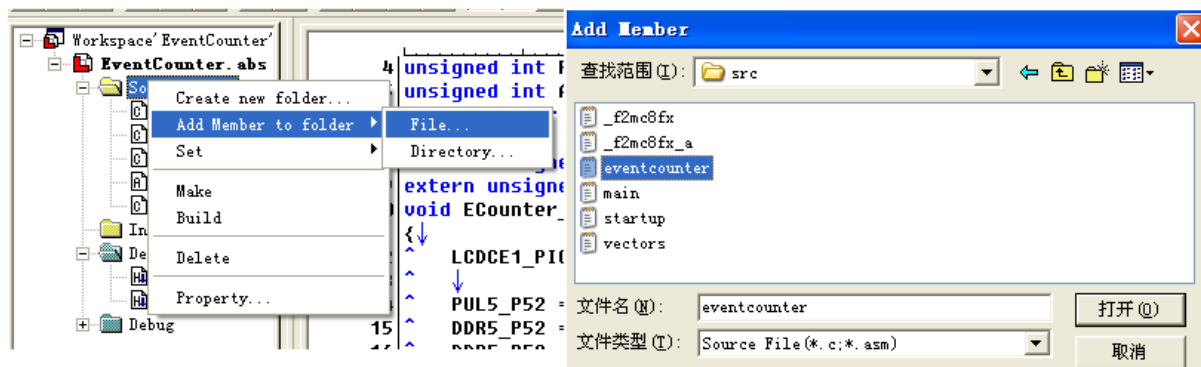 Workspace'EventCounter'
EventCounter.abs
So
In
De
Debug
Create new folder...
Add Member to folder
Set
Make
Build
Delete
Property...
File...
Directory...
4 unsigned int
unsigned int
extern unsigne
void ECounter_
{
LCDCE1_PI
PUL5_P52 =
15 DDR5_P52 =
Add Member
查找范围(I): src
_f2mc8fx
_f2mc8fx_a
eventcounter
main
startup
vectors
文件名(N): eventcounter
打开(O)
文件类型(T): Source File(*.c;*.asm)
取消